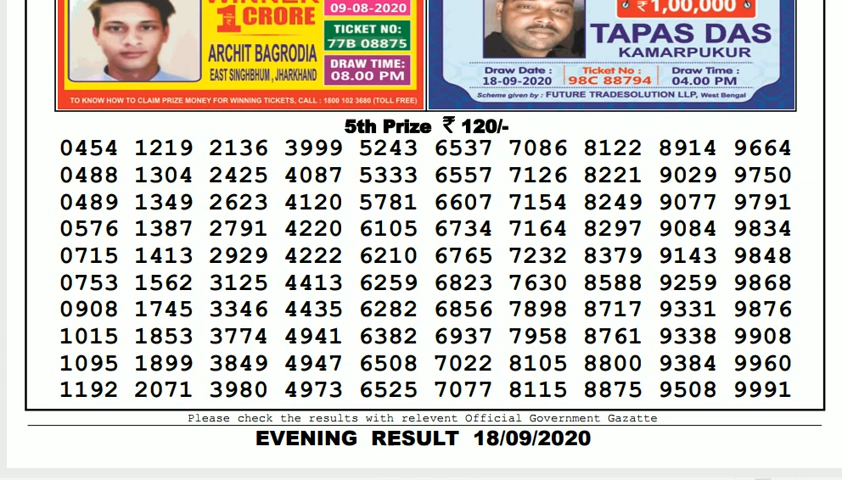 WINNER
₹ 1 CRORE
ARCHIT BAGRODIA
EAST SINGHBHUM , JHARKHAND
09-08-2020
TICKET NO:
77B 08875
DRAW TIME:
08.00 PM
TO KNOW HOW TO CLAIM PRIZE MONEY FOR WINNING TICKETS, CALL : 1800 102 3680 (TOLL FREE)
₹ 1,00,000
TAPAS DAS
KAMARPUKUR
Draw Date : Ticket No : Draw Time :
18-09-2020 98C 88794 04.00 PM
Scheme given by : FUTURE TRADESOLUTION LLP, West Bengal
5th Prize ₹ 120/-
0454 1219 2136 3999 5243 6537 7086 8122 8914 9664
0488 1304 2425 4087 5333 6557 7126 8221 9029 9750
0489 1349 2623 4120 5781 6607 7154 8249 9077 9791
0576 1387 2791 4220 6105 6734 7164 8297 9084 9834
0715 1413 2929 4222 6210 6765 7232 8379 9143 9848
0753 1562 3125 4413 6259 6823 7630 8588 9259 9868
0908 1745 3346 4435 6282 6856 7898 8717 9331 9876
1015 1853 3774 4941 6382 6937 7958 8761 9338 9908
1095 1899 3849 4947 6508 7022 8105 8800 9384 9960
1192 2071 3980 4973 6525 7077 8115 8875 9508 9991
Please check the results with relevent Official Government Gazatte
EVENING RESULT 18/09/2020